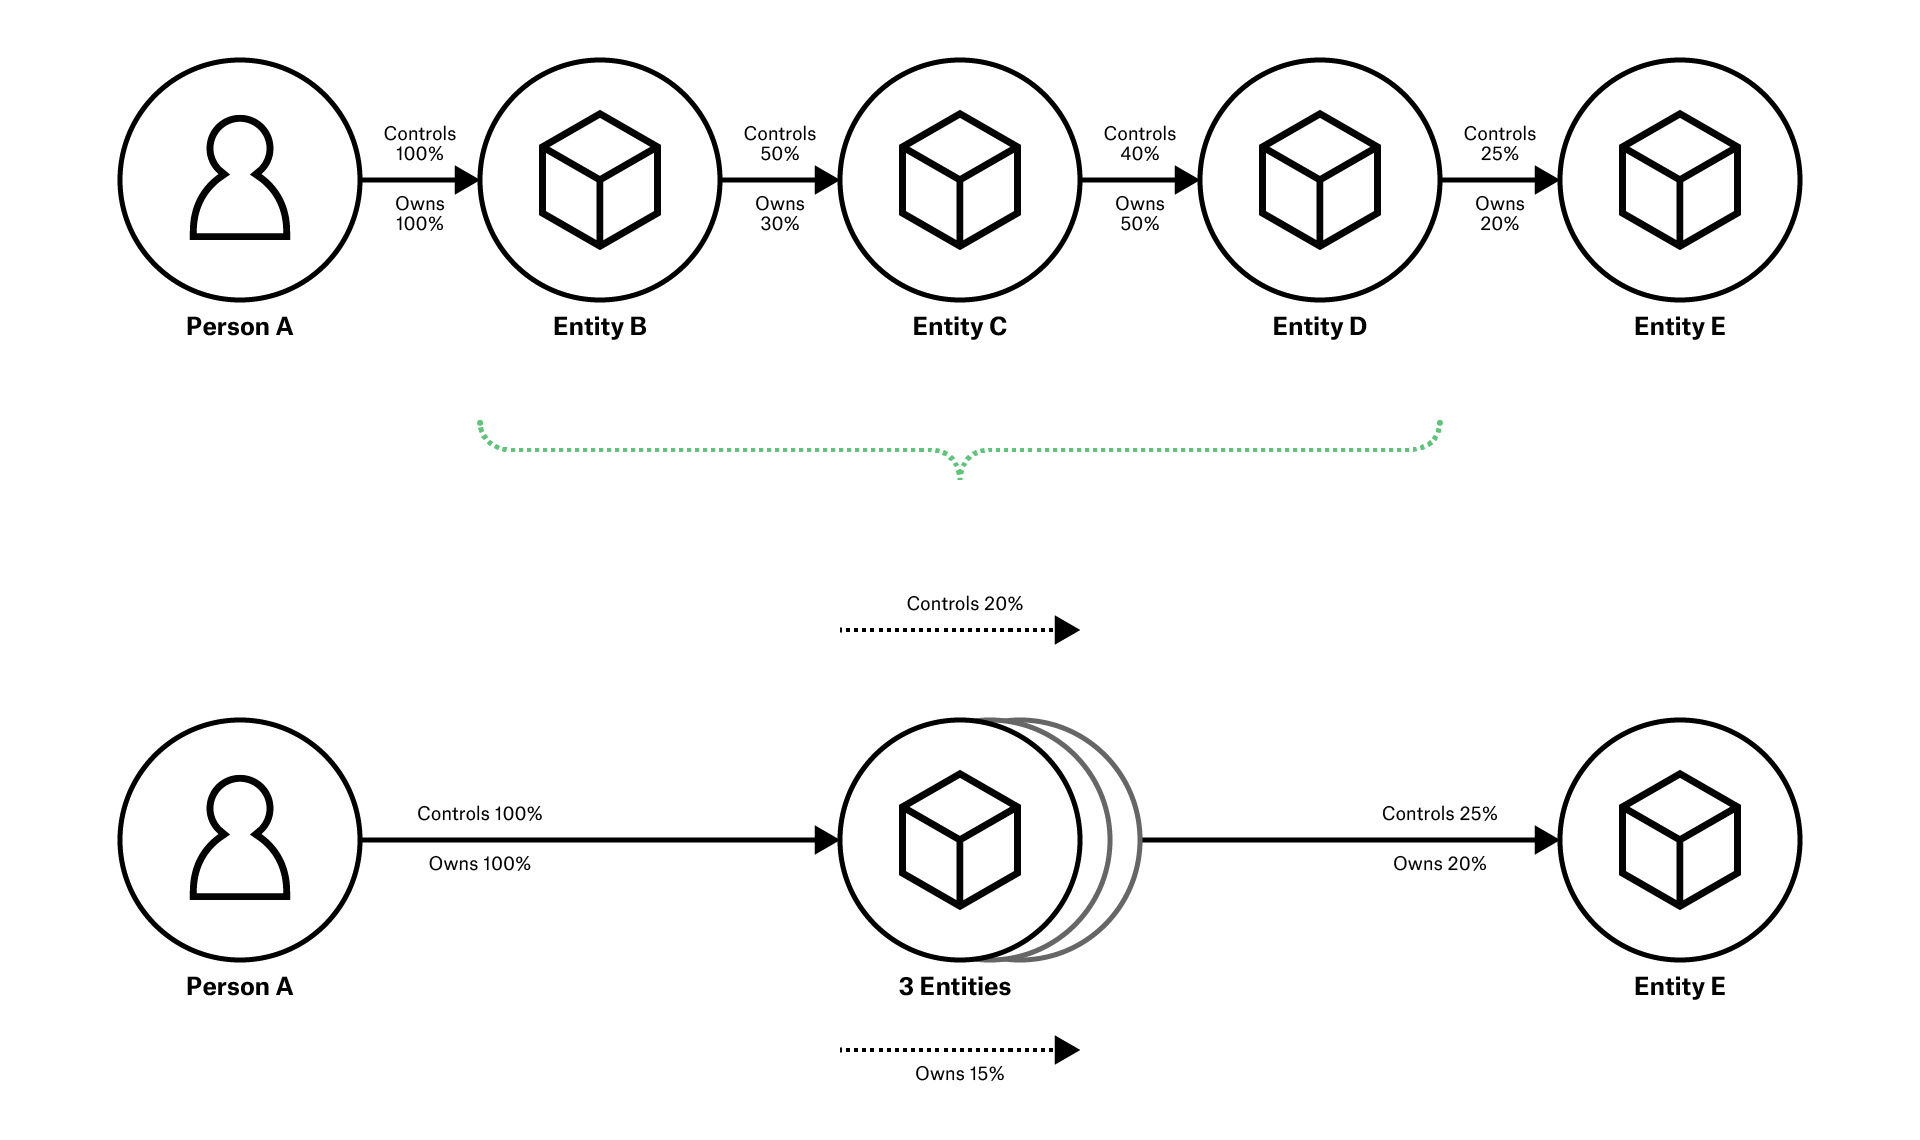 Controls
100%
Owns
100%
Controls
50%
Owns
30%
Controls
40%
Owns
50%
Controls
25%
Owns
20%
Person A
Entity B
Entity C
Entity D
Entity E
Controls 20%
Controls 100%
Owns 100%
Controls 25%
Owns 20%
Person A
3 Entities
Entity E
Owns 15%